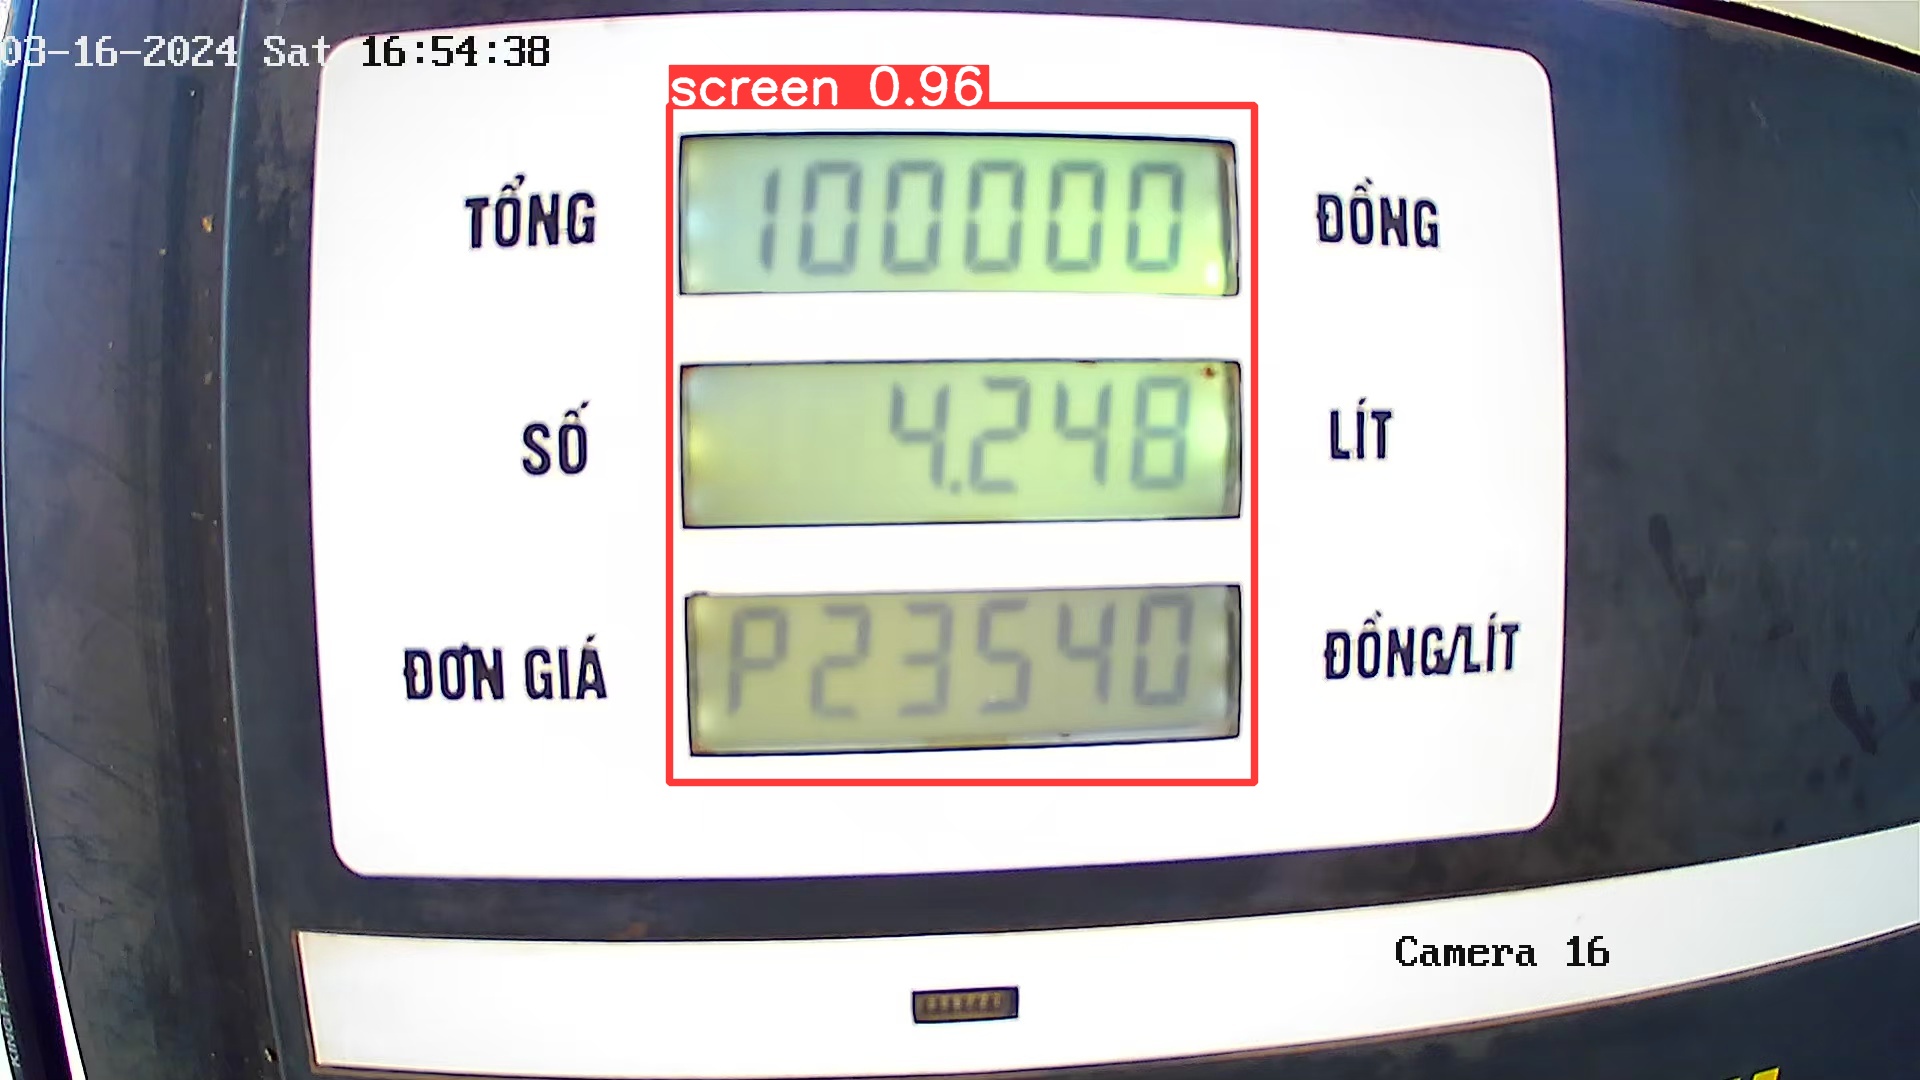 03-16-2024 Sat 16:54:38
screen 0.96
TỔNG 100000 ĐỒNG
SỐ 4.248 LÍT
ĐƠN GIÁ P23540 ĐỒNG/LÍT
Camera 16